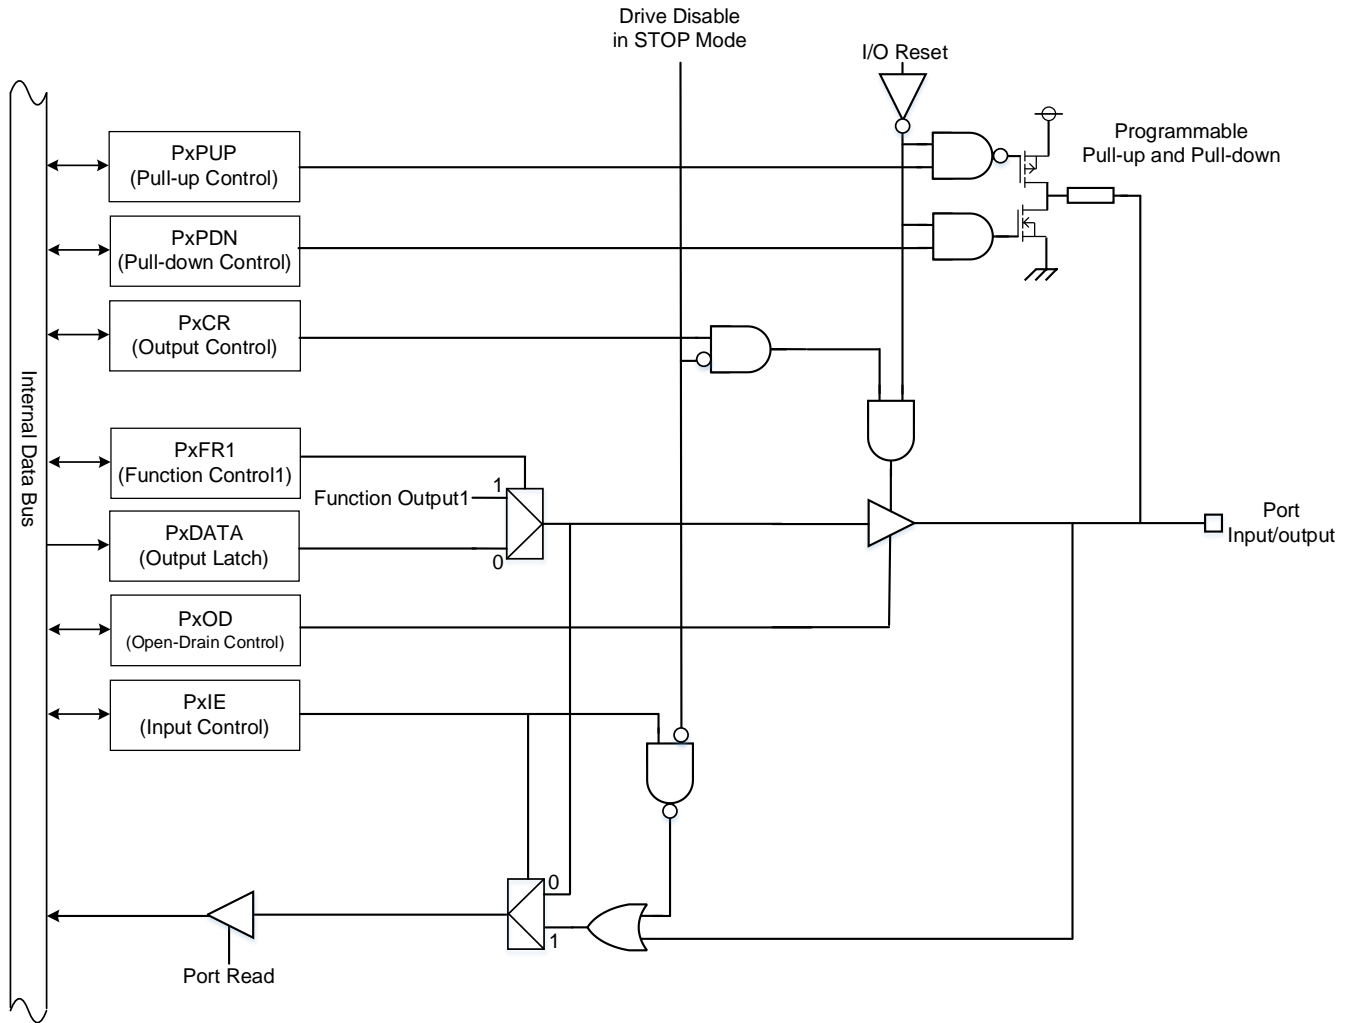 Drive Disable
in STOP Mode
I/O Reset
Programmable
Pull-up and Pull-down
PxPUP
(Pull-up Control)
PxPDN
(Pull-down Control)
PxCR
(Output Control)
Internal Data Bus
PxFR1
(Function Control1)
Function Output1
1
0
PxDATA
(Output Latch)
Port
Input/output
PxOD
(Open-Drain Control)
PxIE
(Input Control)
0
1
Port Read